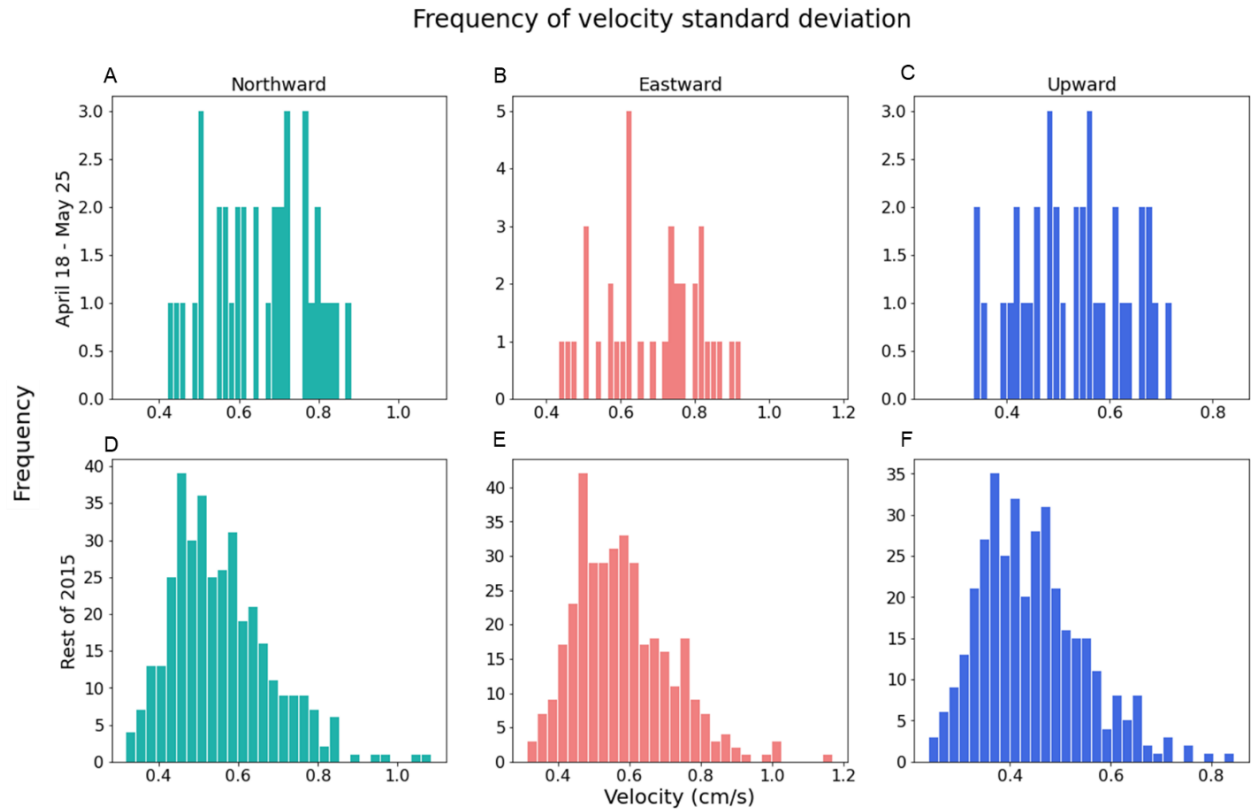 Frequency of velocity standard deviation
A
Northward
B
Eastward
C
Upward
Frequency
April 18 - May 25
3.0
2.5
2.0
1.5
1.0
0.5
0.0
0.4 0.6 0.8 1.0
5
4
3
2
1
0
0.4 0.6 0.8 1.0 1.2
3.0
2.5
2.0
1.5
1.0
0.5
0.0
0.4 0.6 0.8
D
E
F
Rest of 2015
40
35
30
25
20
15
10
5
0
0.4 0.6 0.8 1.0
40
35
30
25
20
15
10
5
0
0.4 0.6 0.8 1.0 1.2
35
30
25
20
15
10
5
0
0.4 0.6 0.8
Velocity (cm/s)